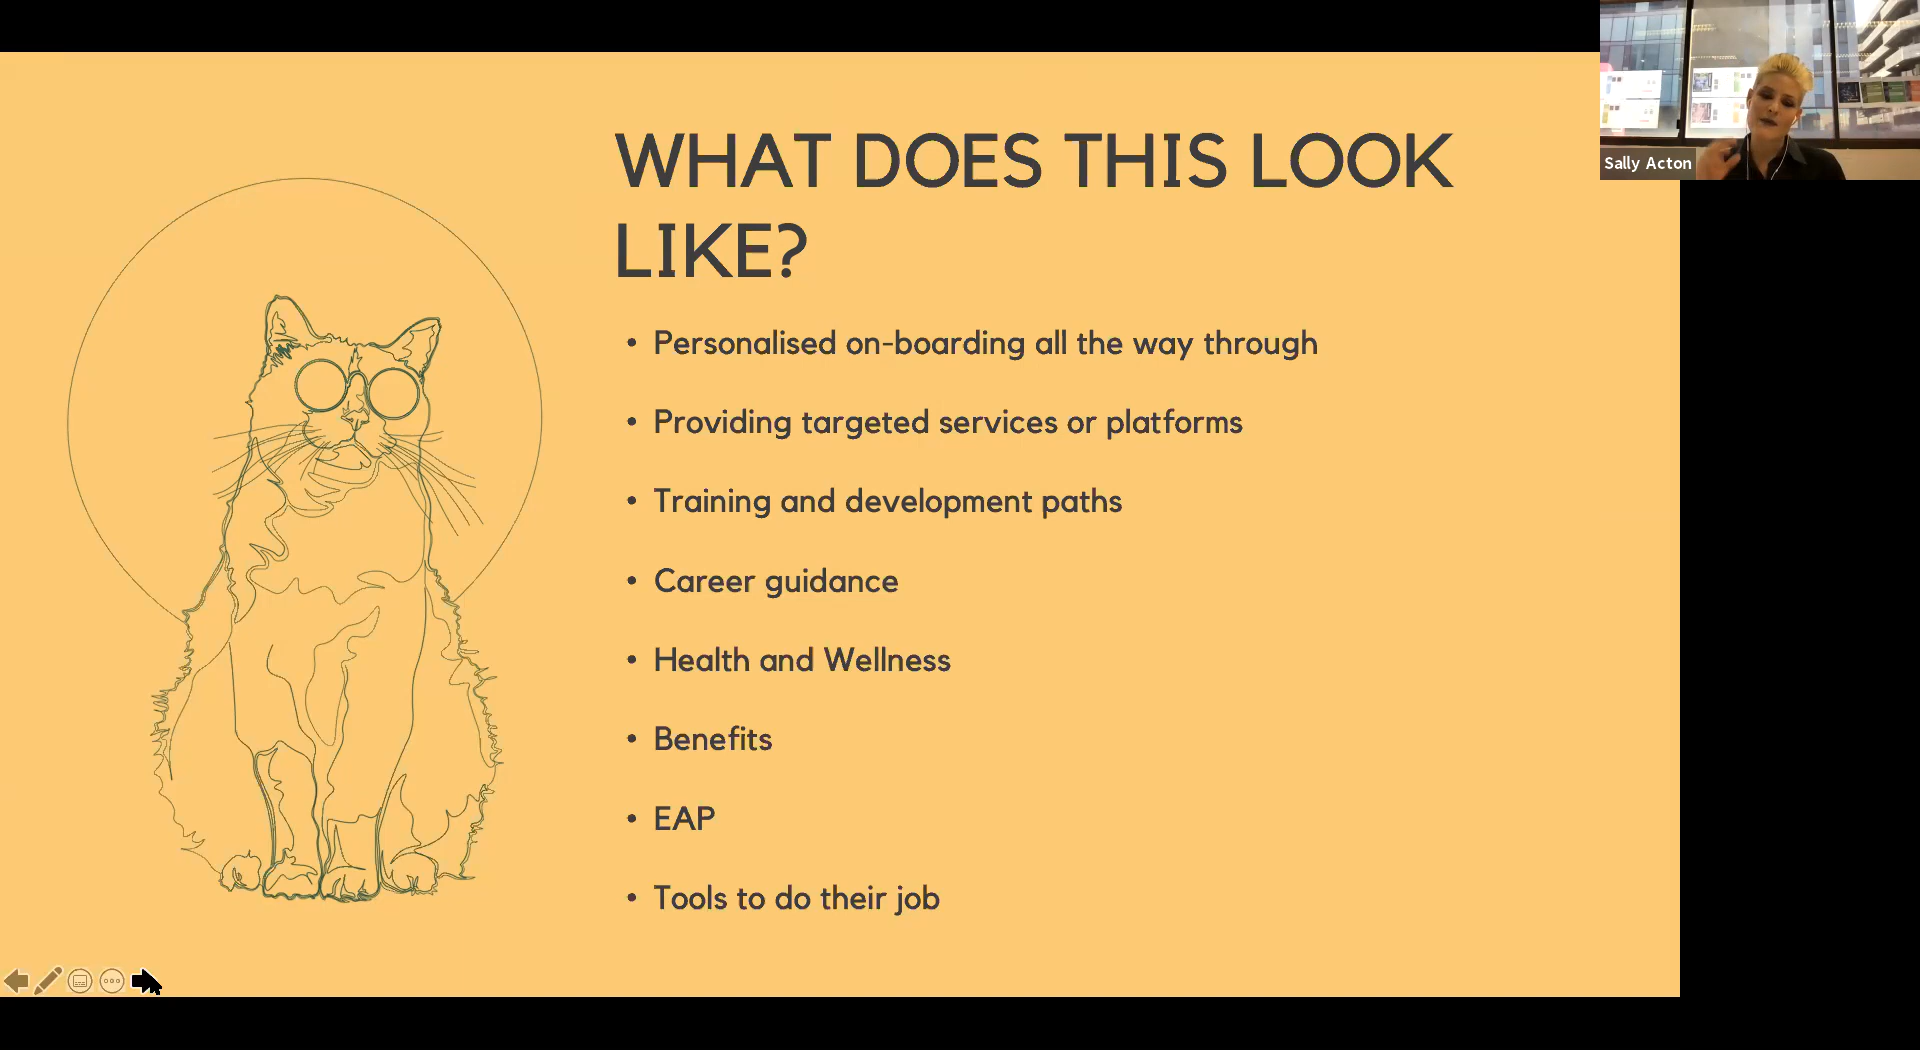 WHAT DOES THIS LOOK
LIKE?
• Personalised on-boarding all the way through
• Providing targeted services or platforms
• Training and development paths
• Career guidance
• Health and Wellness
• Benefits
• EAP
• Tools to do their job
Sally Acton